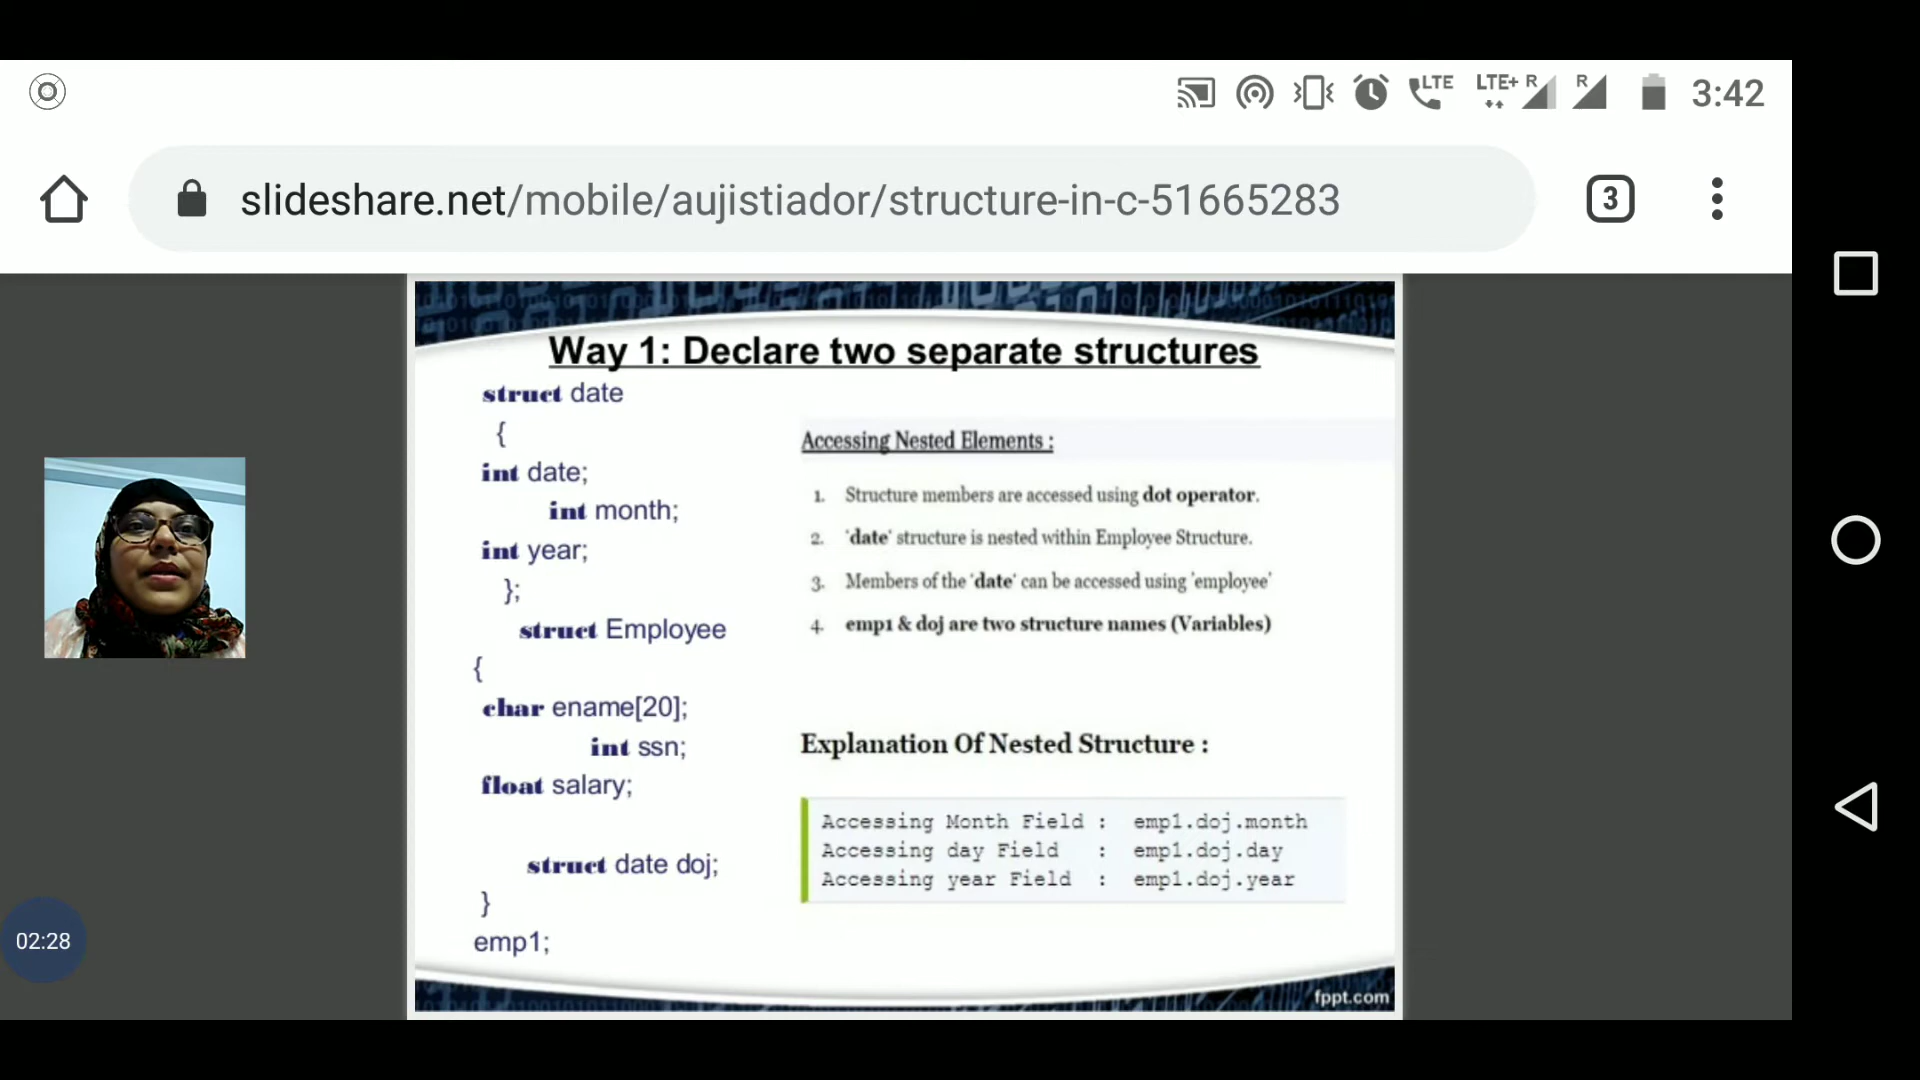 LTE LTE+ R R 3:42
slideshare.net/mobile/aujistiador/structure-in-c-51665283 3
Way 1: Declare two separate structures
struct date
{
int date;
int month;
int year;
};
struct Employee
{
char ename[20];
int ssn;
float salary;
struct date doj;
}
emp1;
Accessing Nested Elements :
1. Structure members are accessed using dot operator.
2. 'date' structure is nested within Employee Structure.
3. Members of the 'date' can be accessed using 'employee'
4. emp1 & doj are two structure names (Variables)
Explanation Of Nested Structure :
Accessing Month Field : emp1.doj.month
Accessing day Field : emp1.doj.day
Accessing year Field : emp1.doj.year
02:28
fppt.com